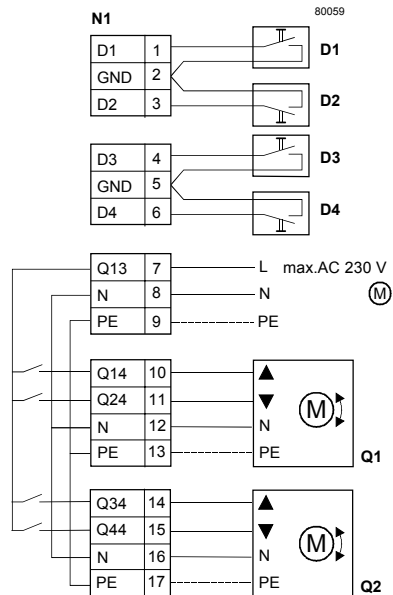 80059
N1
D1 1 D1
GND 2
D2 3 D2
D3 4 D3
GND 5
D4 6 D4
Q13 7 L max.AC 230 V
N 8 N M
PE 9 PE
Q14 10 ▲
Q24 11 ▼ M
N 12 N
PE 13 PE Q1
Q34 14 ▲
Q44 15 ▼ M
N 16 N
PE 17 PE Q2